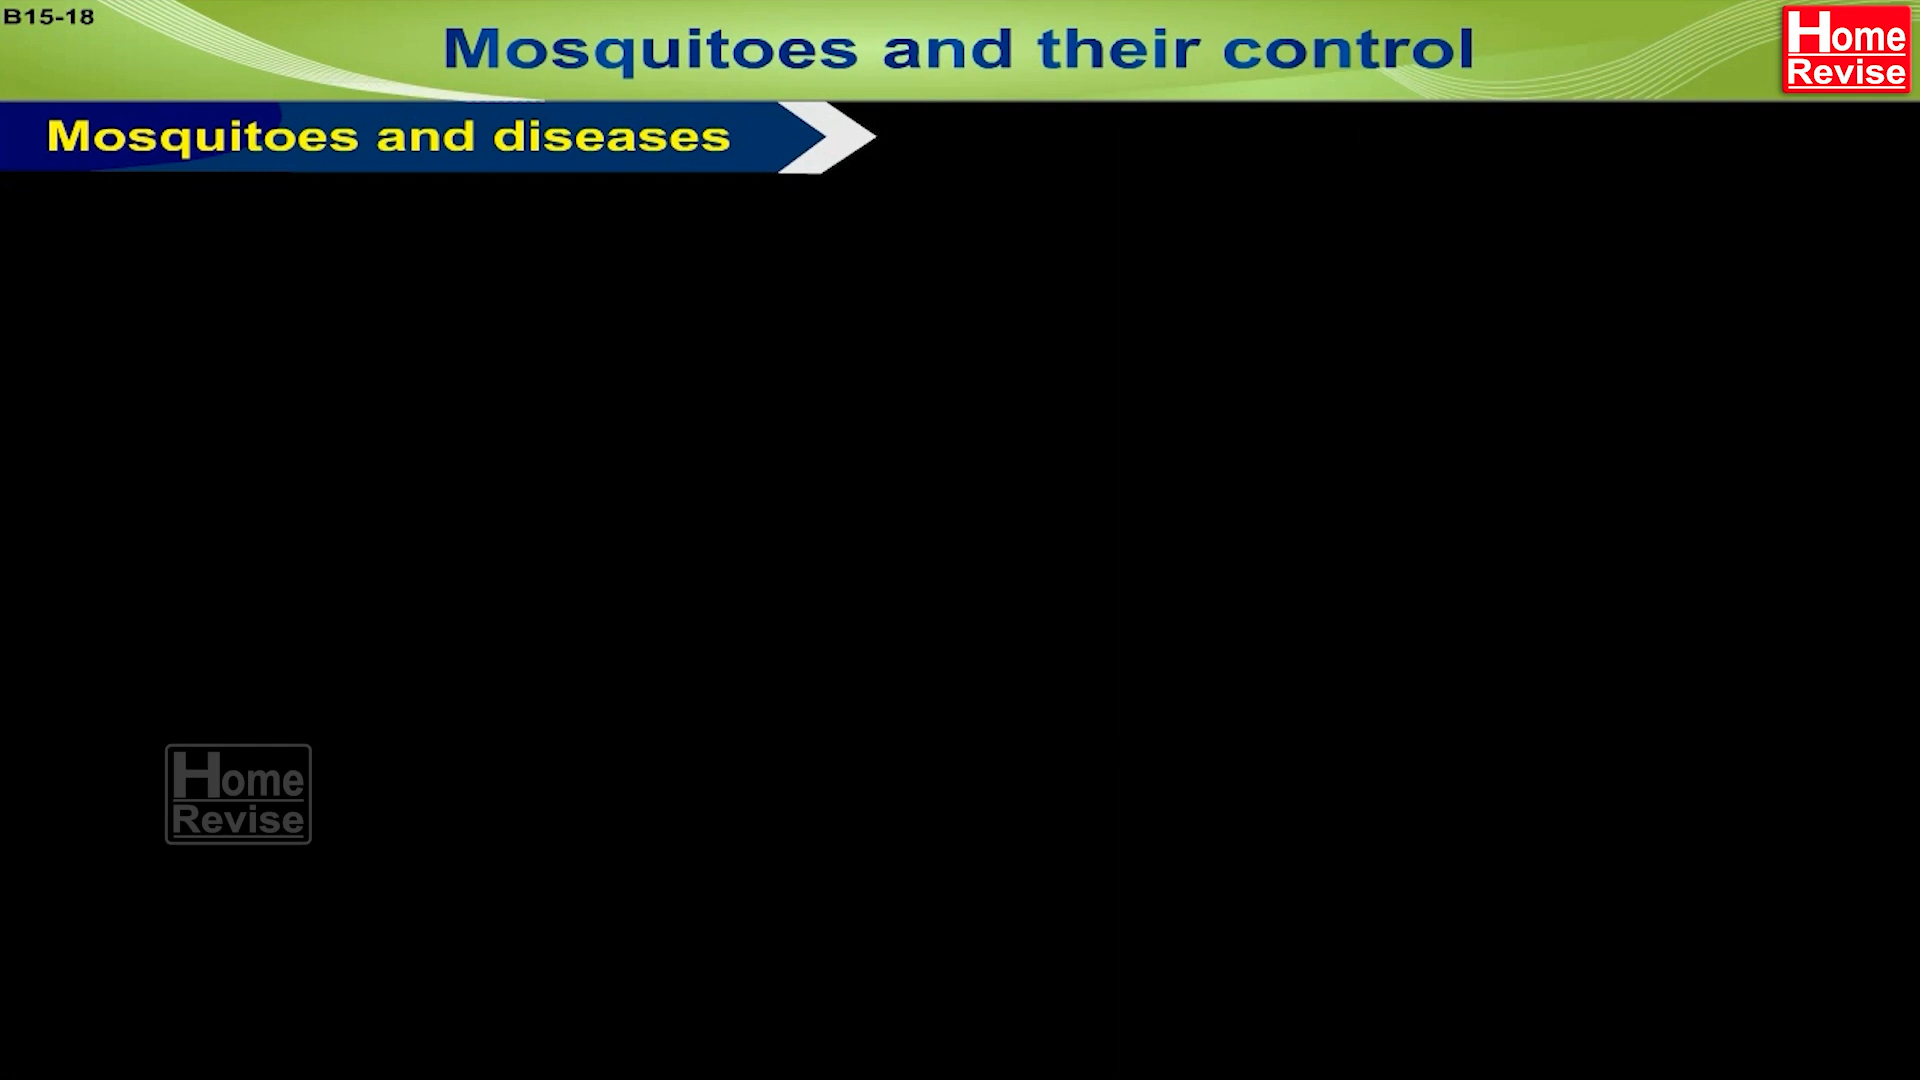 B15-18
Mosquitoes and their control
Home
Revise
Mosquitoes and diseases
Home
Revise